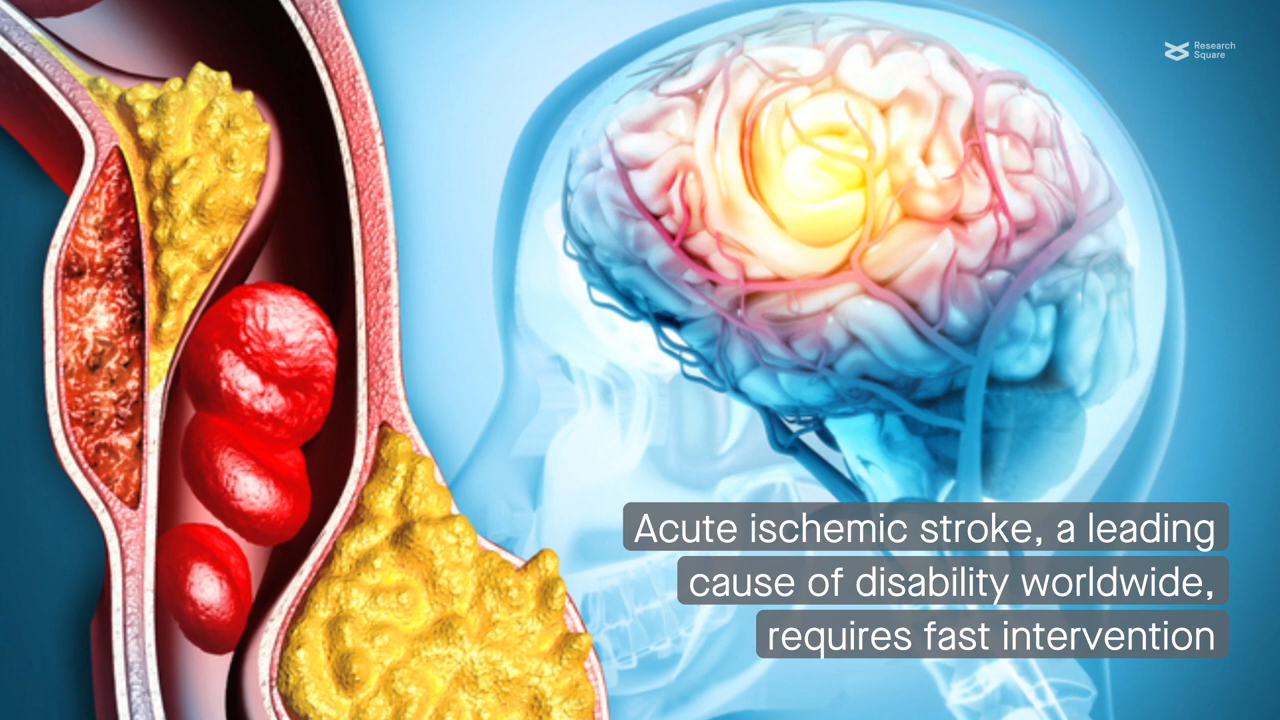 Research
Square
Acute ischemic stroke, a leading
cause of disability worldwide,
requires fast intervention